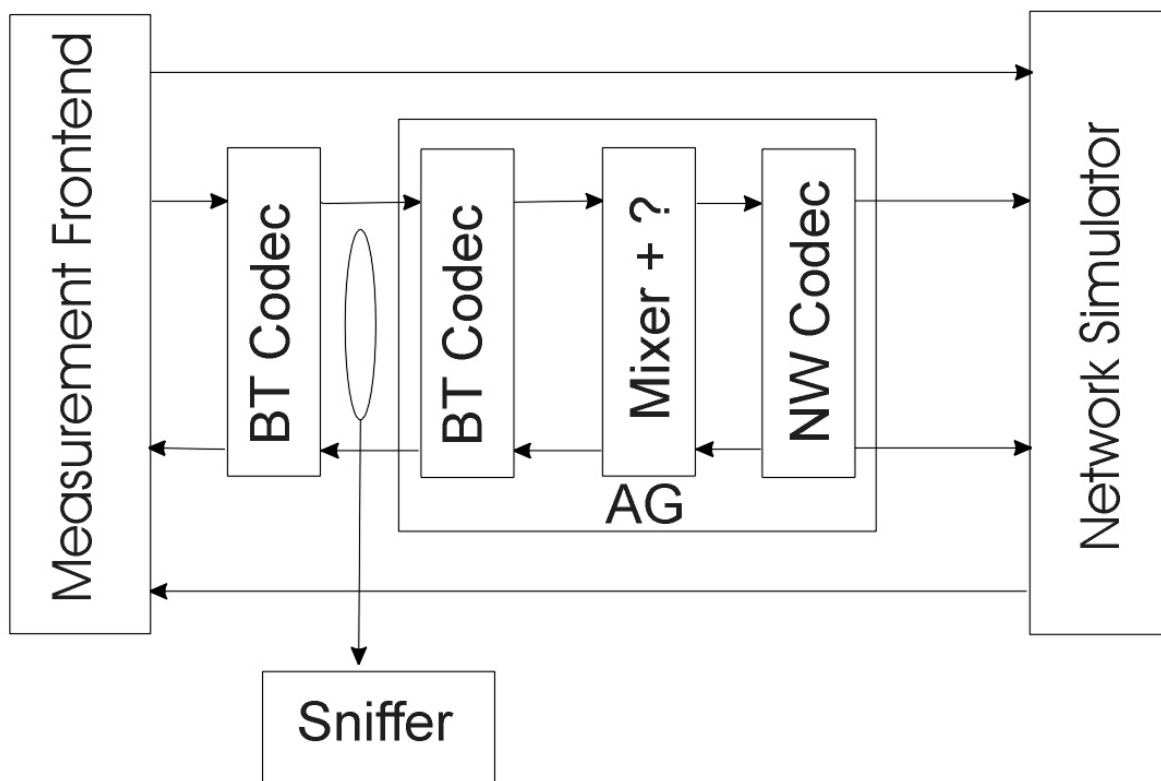 Measurement Frontend
BT Codec
BT Codec
Mixer + ?
NW Codec
AG
Network Simulator
Sniffer